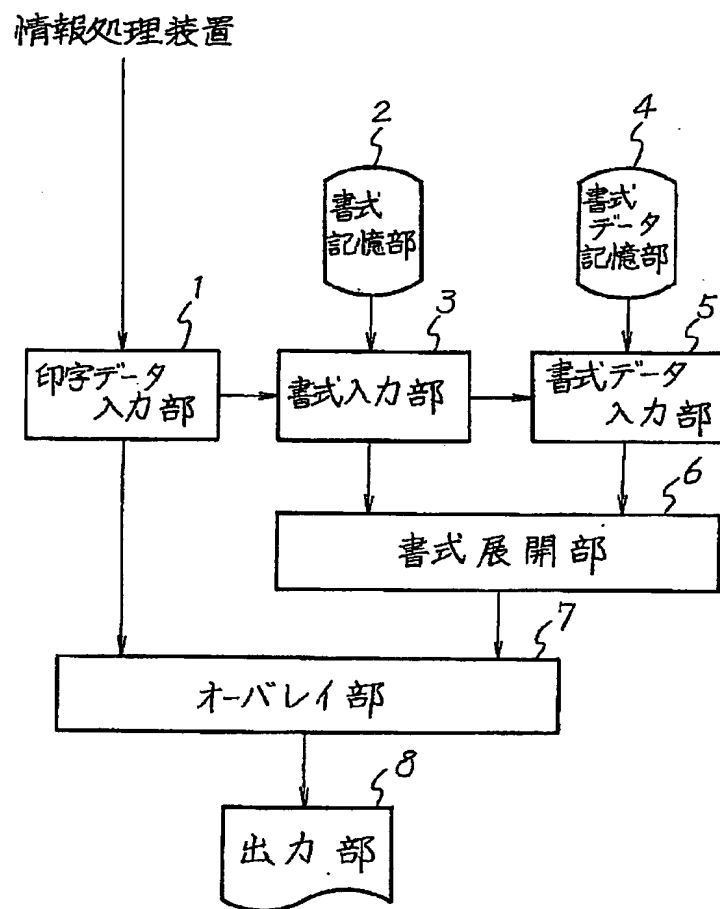 情報処理装置
2
書式
記憶部
4
書式
データ
記憶部
1
印字データ
入力部
3
書式入力部
5
書式データ
入力部
6
書式展開部
7
オーバレイ部
8
出力部